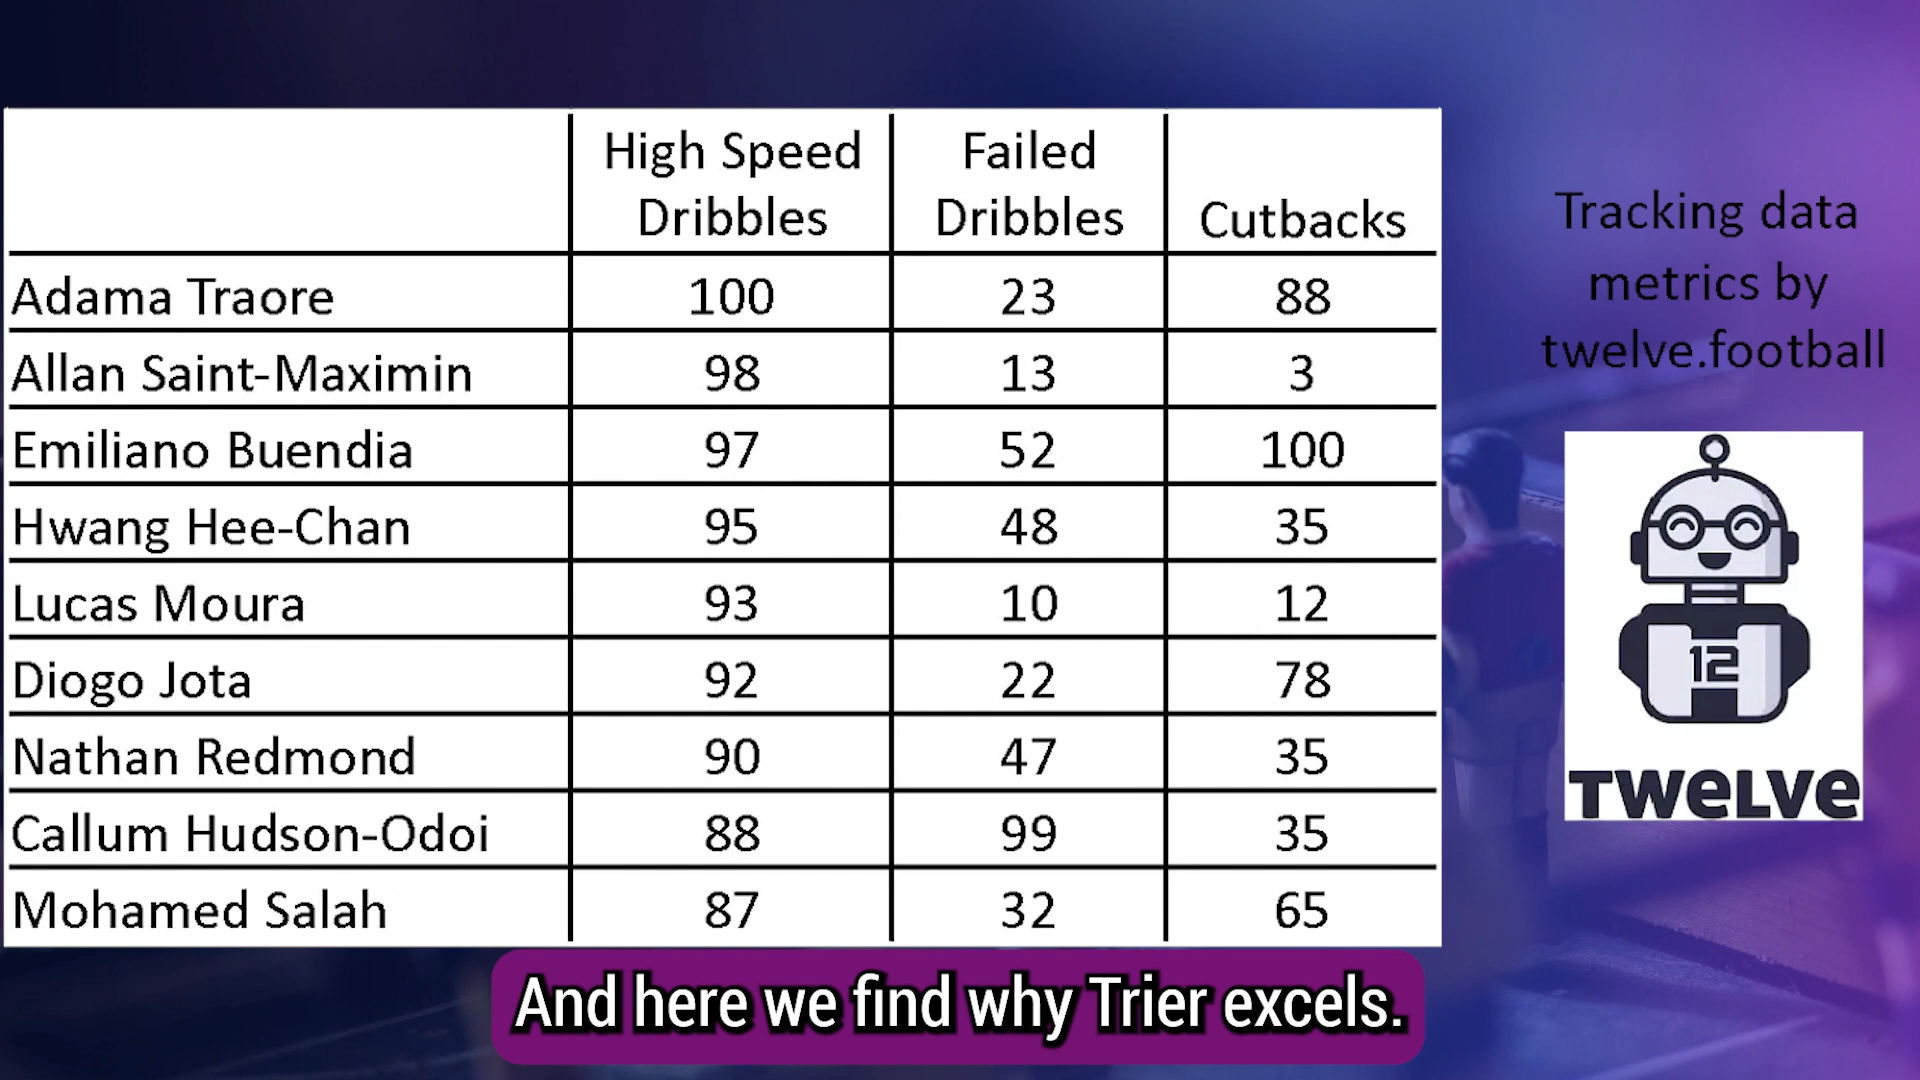 High Speed Dribbles Failed Dribbles Cutbacks
Adama Traore 100 23 88
Allan Saint-Maximin 98 13 3
Emiliano Buendia 97 52 100
Hwang Hee-Chan 95 48 35
Lucas Moura 93 10 12
Diogo Jota 92 22 78
Nathan Redmond 90 47 35
Callum Hudson-Odoi 88 99 35
Mohamed Salah 87 32 65
Tracking data
metrics by
twelve.football
12
TWeLVe
And here we find why Trier excels.